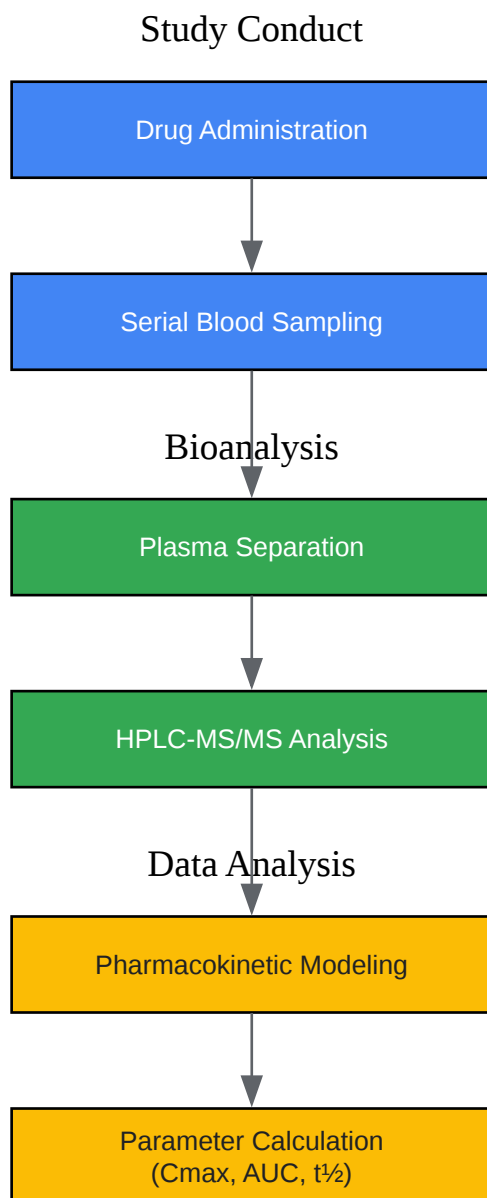 Study Conduct
Drug Administration
Serial Blood Sampling
Bioanalysis
Plasma Separation
HPLC-MS/MS Analysis
Data Analysis
Pharmacokinetic Modeling
Parameter Calculation
(Cmax, AUC, t½)